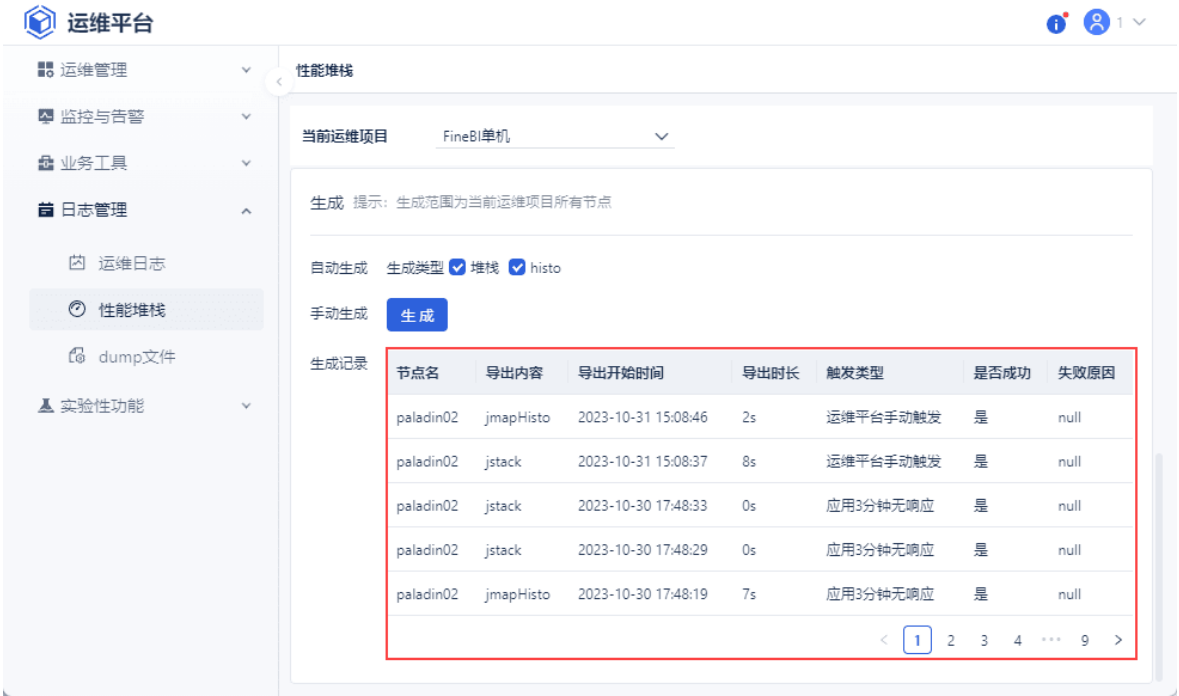 运维平台
1
运维管理
性能堆栈
监控与告警
当前运维项目 FineBI单机
业务工具
日志管理
生成 提示：生成范围为当前运维项目所有节点
运维日志
自动生成 生成类型 堆栈 histo
性能堆栈
手动生成 生成
dump文件
实验性功能
生成记录
节点名 导出内容 导出开始时间 导出时长 触发类型 是否成功 失败原因
paladin02 jmapHisto 2023-10-31 15:08:46 2s 运维平台手动触发 是 null
paladin02 jstack 2023-10-31 15:08:37 8s 运维平台手动触发 是 null
paladin02 jstack 2023-10-30 17:48:33 0s 应用3分钟无响应 是 null
paladin02 jstack 2023-10-30 17:48:29 0s 应用3分钟无响应 是 null
paladin02 jmapHisto 2023-10-30 17:48:19 7s 应用3分钟无响应 是 null
< 1 2 3 4 ••• 9 >